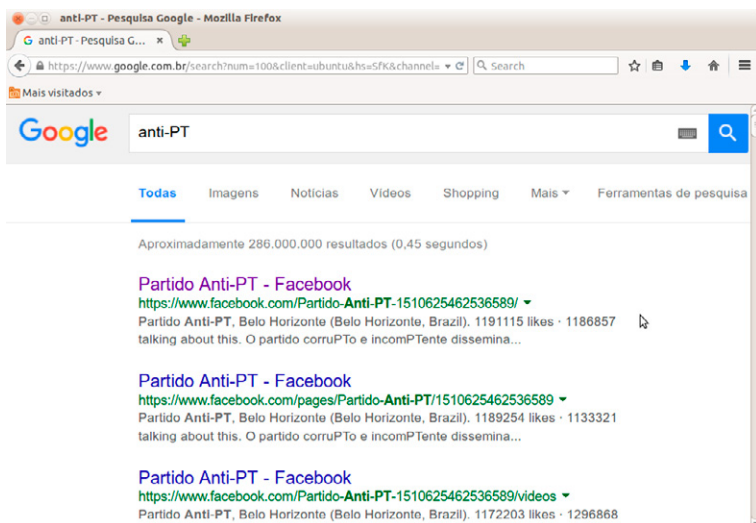 anti-PT - Pesquisa Google - Mozilla Firefox
G anti-PT - Pesquisa G... ×
https://www.google.com.br/search?num=100&client=ubuntu&hs=SfK&channel= Search
Mais visitados
Google anti-PT
Todas Imagens Notícias Vídeos Shopping Mais Ferramentas de pesquisa
Aproximadamente 286.000.000 resultados (0,45 segundos)
Partido Anti-PT - Facebook
https://www.facebook.com/Partido-Anti-PT-1510625462536589/
Partido Anti-PT, Belo Horizonte (Belo Horizonte, Brazil). 1191115 likes · 1186857
talking about this. O partido corruPTo e incomPTente dissemina...
Partido Anti-PT - Facebook
https://www.facebook.com/pages/Partido-Anti-PT/1510625462536589
Partido Anti-PT, Belo Horizonte (Belo Horizonte, Brazil). 1189254 likes · 1133321
talking about this. O partido corruPTo e incomPTente dissemina...
Partido Anti-PT - Facebook
https://www.facebook.com/Partido-Anti-PT-1510625462536589/videos
Partido Anti-PT, Belo Horizonte (Belo Horizonte, Brazil). 1172203 likes · 1296868